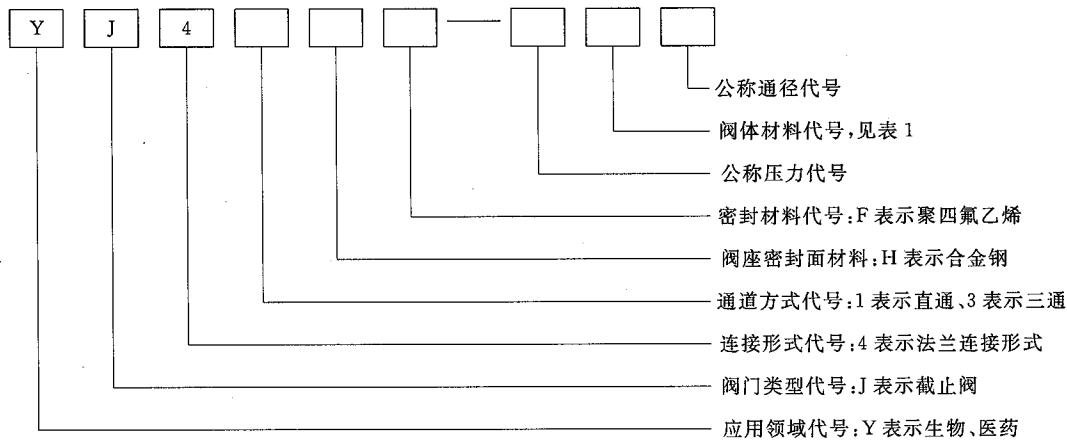 Y J 4 —
公称通径代号
阀体材料代号,见表 1
公称压力代号
密封材料代号:F 表示聚四氟乙烯
阀座密封面材料:H 表示合金钢
通道方式代号:1 表示直通、3 表示三通
连接形式代号:4 表示法兰连接形式
阀门类型代号:J 表示截止阀
应用领域代号:Y 表示生物、医药